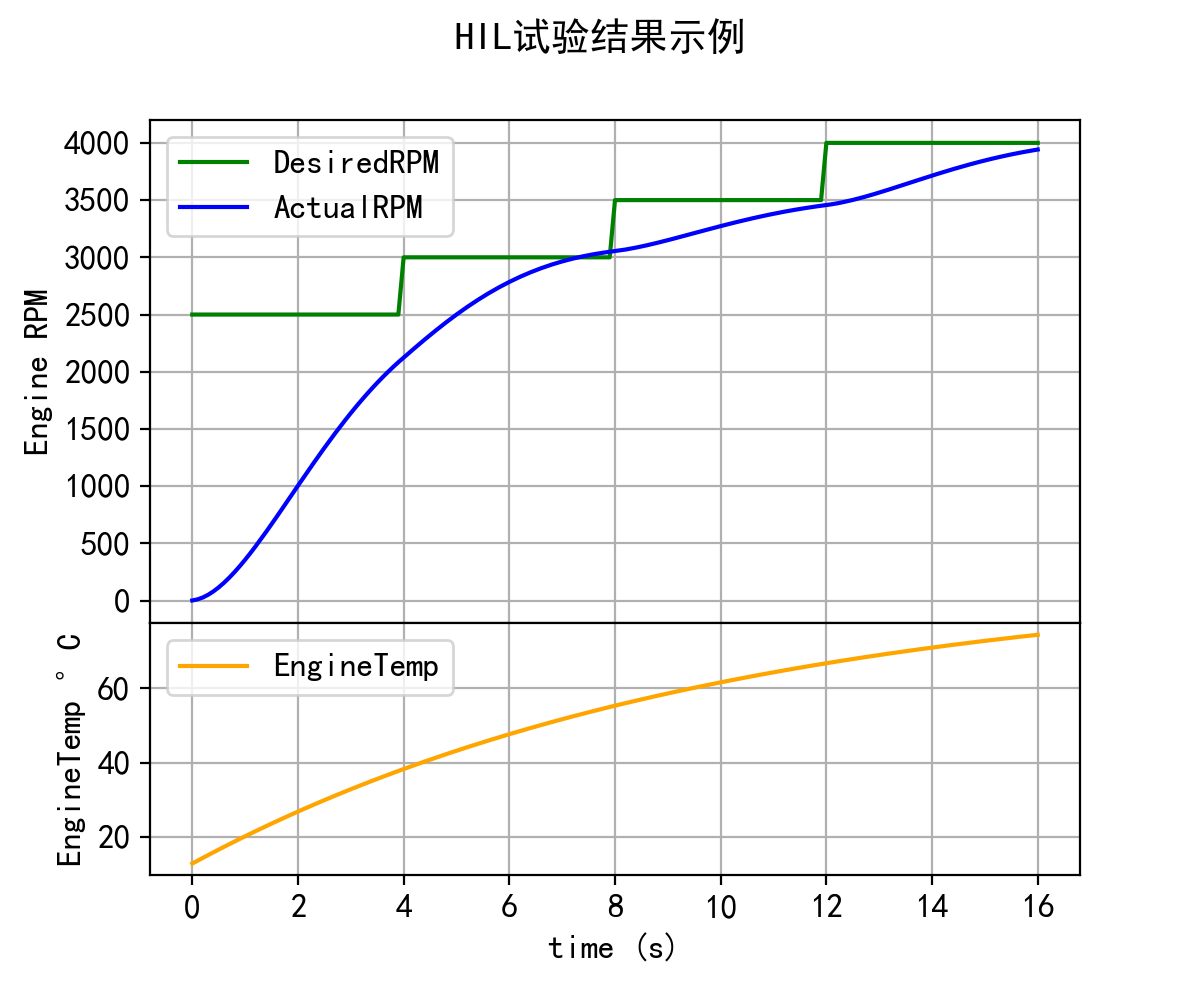 HIL试验结果示例
DesiredRPM
ActualRPM
Engine RPM
4000
3500
3000
2500
2000
1500
1000
500
0
EngineTemp
EngineTemp ° C
60
40
20
0 2 4 6 8 10 12 14 16
time (s)